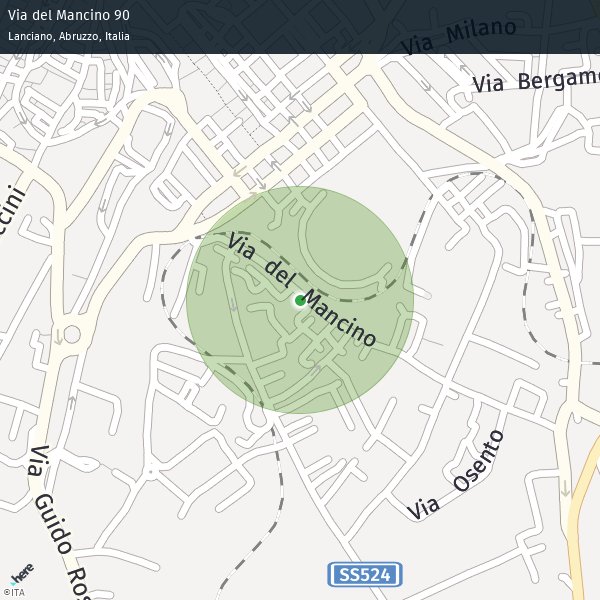 Via del Mancino 90
Lanciano, Abruzzo, Italia
Via Milano
Via Bergamo
ccini
Via del Mancino
Via Osento
Via Guido Ros
SS524
here
©ITA